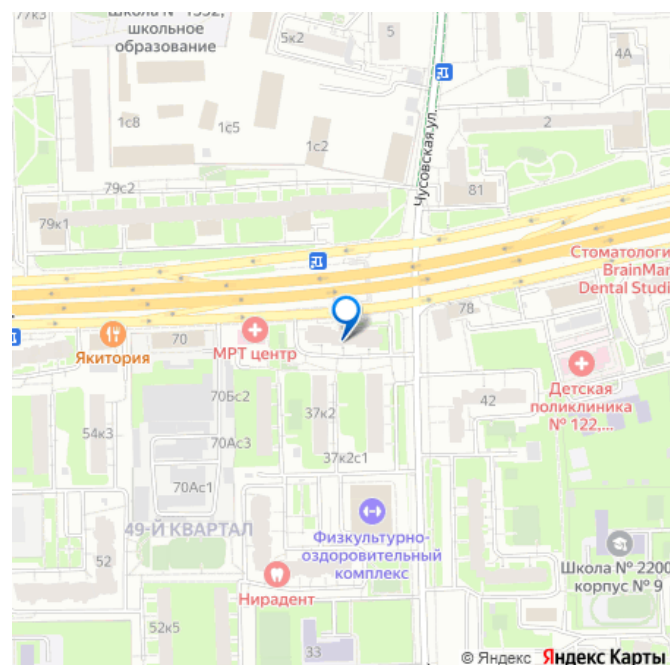 77к3
школа № 1352,
школьное
образование
5к2
5
4А
1с8
1с5
1с2
2
Чусовская ул.
79с2
79к1
81
Стоматологи
BrainMar
Dental Studi
78
70
Якитория
МРТ центр
Детская
поликлиника
№ 122,...
70Бс2
37к2
42
54к3
70Ас3
37к2с1
70Ас1
49-Й КВАРТАЛ
Физкультурно-
оздоровительный
комплекс
52
Школа № 2200
корпус № 9
Нирадент
52к5
33
© Яндекс Яндекс Карты